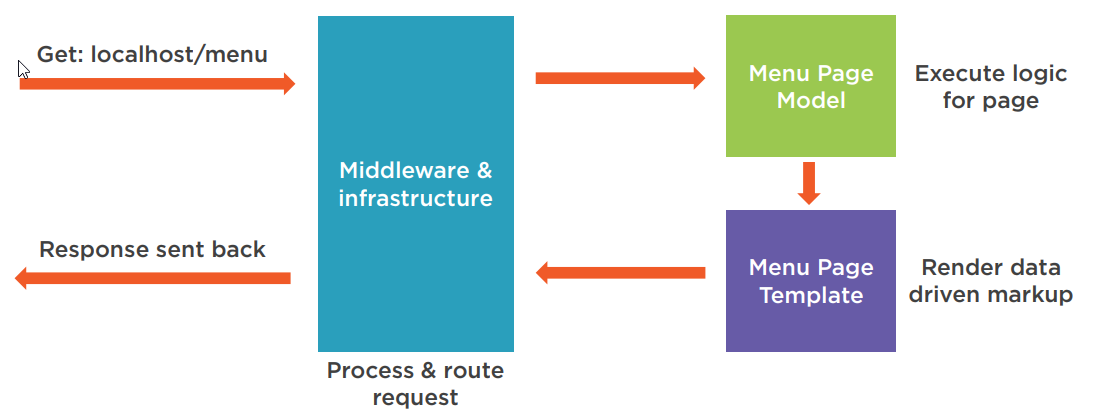 Get: localhost/menu
Middleware &
infrastructure
Menu Page
Model
Execute logic
for page
Response sent back
Menu Page
Template
Render data
driven markup
Process & route
request